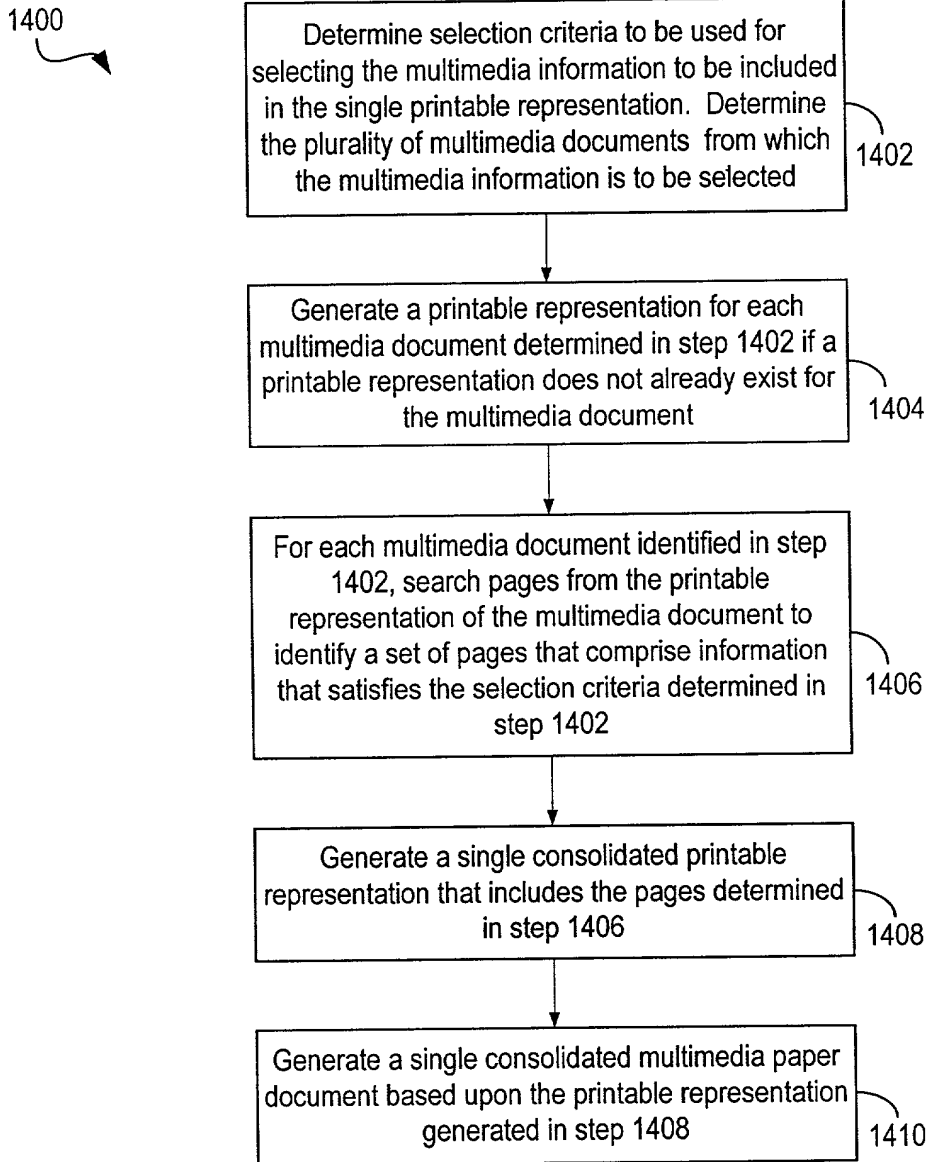 1400
Determine selection criteria to be used for
selecting the multimedia information to be included
in the single printable representation. Determine
the plurality of multimedia documents from which
the multimedia information is to be selected
1402
Generate a printable representation for each
multimedia document determined in step 1402 if a
printable representation does not already exist for
the multimedia document
1404
For each multimedia document identified in step
1402, search pages from the printable
representation of the multimedia document to
identify a set of pages that comprise information
that satisfies the selection criteria determined in
step 1402
1406
Generate a single consolidated printable
representation that includes the pages determined
in step 1406
1408
Generate a single consolidated multimedia paper
document based upon the printable representation
generated in step 1408
1410